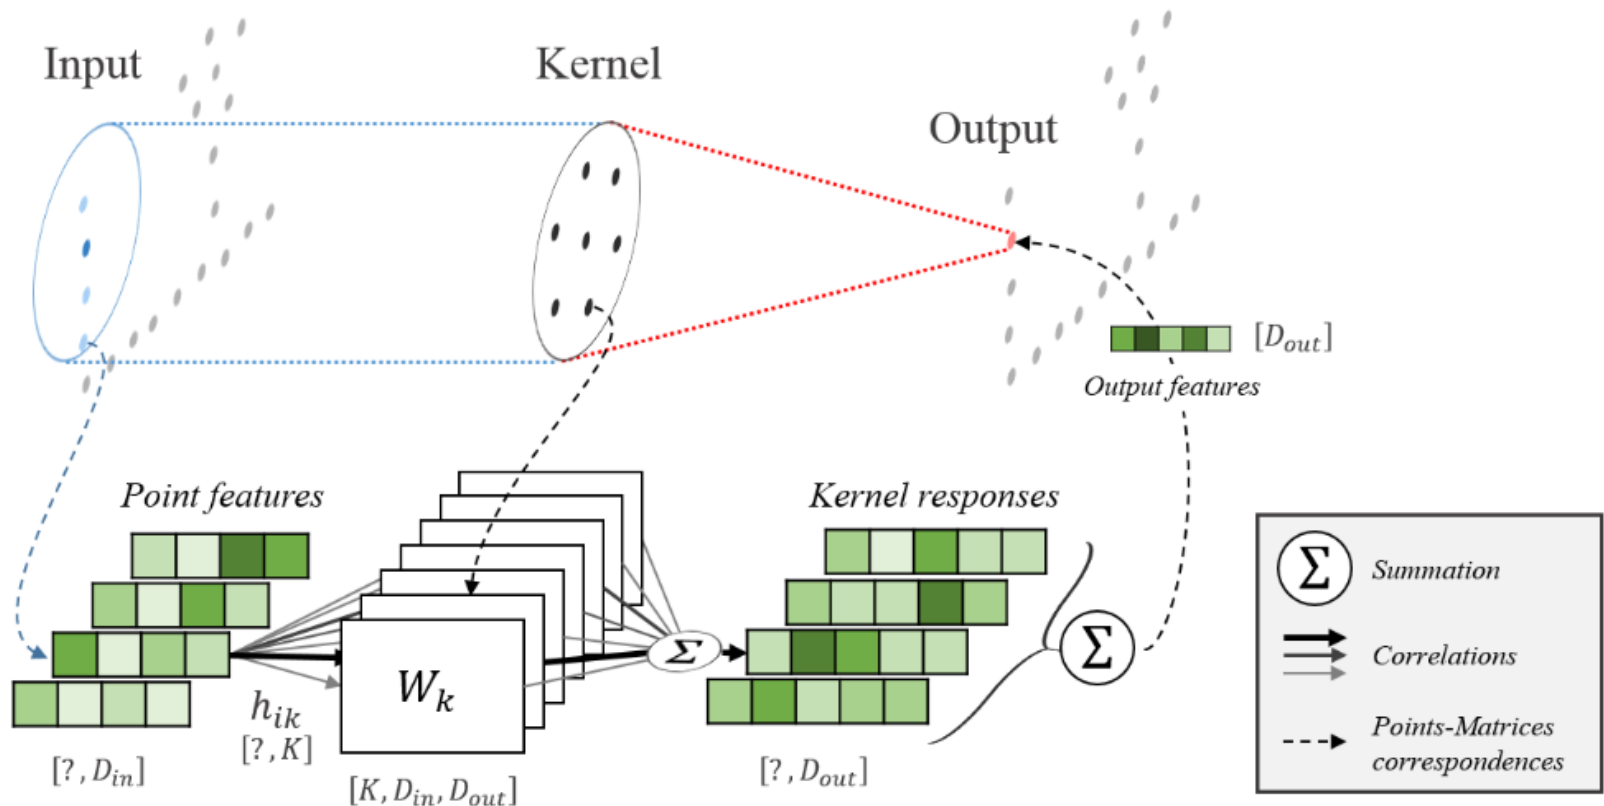 Input
Kernel
Output
[D_out]
Output features
Point features
Kernel responses
Σ
Summation
Σ
W_k
Σ
Correlations
h_ik
[?, K]
[?, D_in]
[K, D_in, D_out]
[?, D_out]
Points-Matrices
correspondences